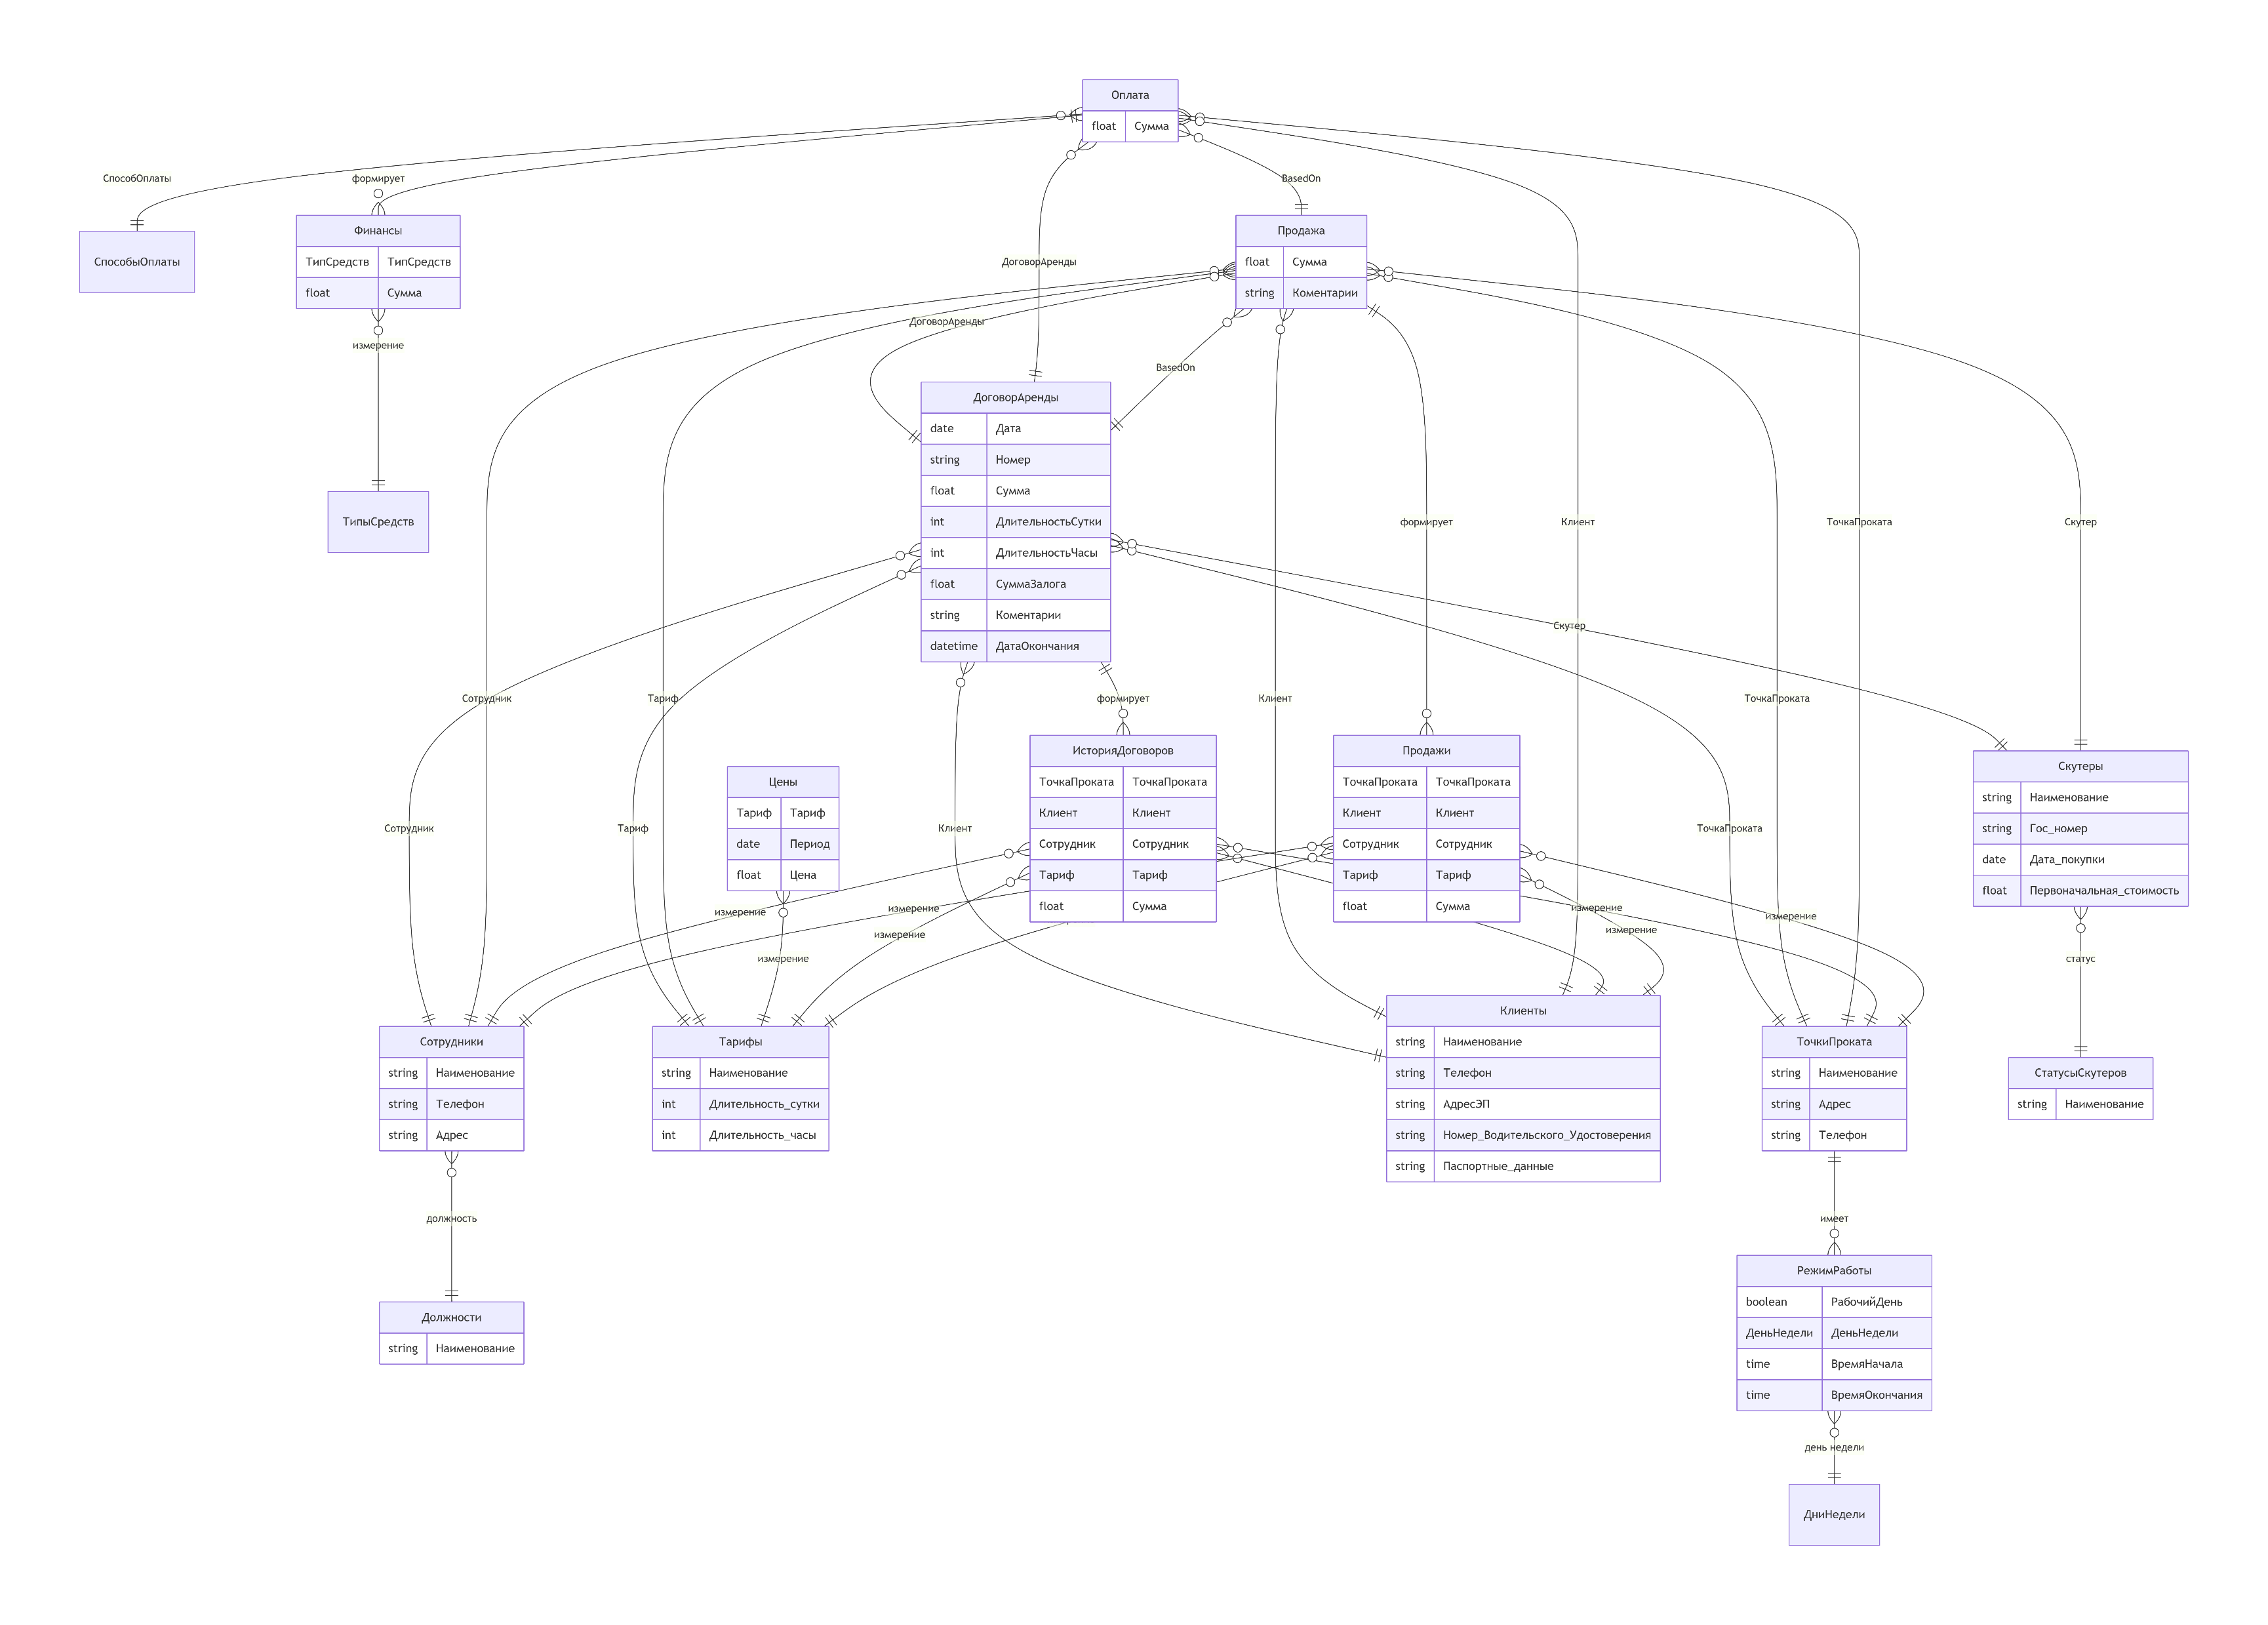 Оплата
float Сумма
СпособОплаты
формирует
BasedOn
СпособыОплаты
Финансы
ТипСредств ТипСредств
float Сумма
Продажа
float Сумма
string Коментарии
ДоговорАренды
ДоговорАренды
измерение
BasedOn
ДоговорАренды
date Дата
string Номер
float Сумма
int ДлительностьСутки
int ДлительностьЧасы
float СуммаЗалога
string Коментарии
datetime ДатаОкончания
ТипыСредств
формирует
Клиент
ТочкаПроката
Скутер
Скутер
Сотрудник
Тариф
формирует
Клиент
ТочкаПроката
Сотрудник
Тариф
Клиент
ТочкаПроката
Цены
Тариф Тариф
date Период
float Цена
ИсторияДоговоров
ТочкаПроката ТочкаПроката
Клиент Клиент
Сотрудник Сотрудник
Тариф Тариф
float Сумма
Продажи
ТочкаПроката ТочкаПроката
Клиент Клиент
Сотрудник Сотрудник
Тариф Тариф
float Сумма
Скутеры
string Наименование
string Гос_номер
date Дата_покупки
float Первоначальная_стоимость
измерение
измерение
измерение
измерение
измерение
измерение
измерение
статус
Сотрудники
string Наименование
string Телефон
string Адрес
Тарифы
string Наименование
int Длительность_сутки
int Длительность_часы
Клиенты
string Наименование
string Телефон
string АдресЭП
string Номер_Водительского_Удостоверения
string Паспортные_данные
ТочкиПроката
string Наименование
string Адрес
string Телефон
СтатусыСкутеров
string Наименование
должность
имеет
Должности
string Наименование
РежимРаботы
boolean РабочийДень
ДеньНедели ДеньНедели
time ВремяНачала
time ВремяОкончания
день недели
ДниНедели